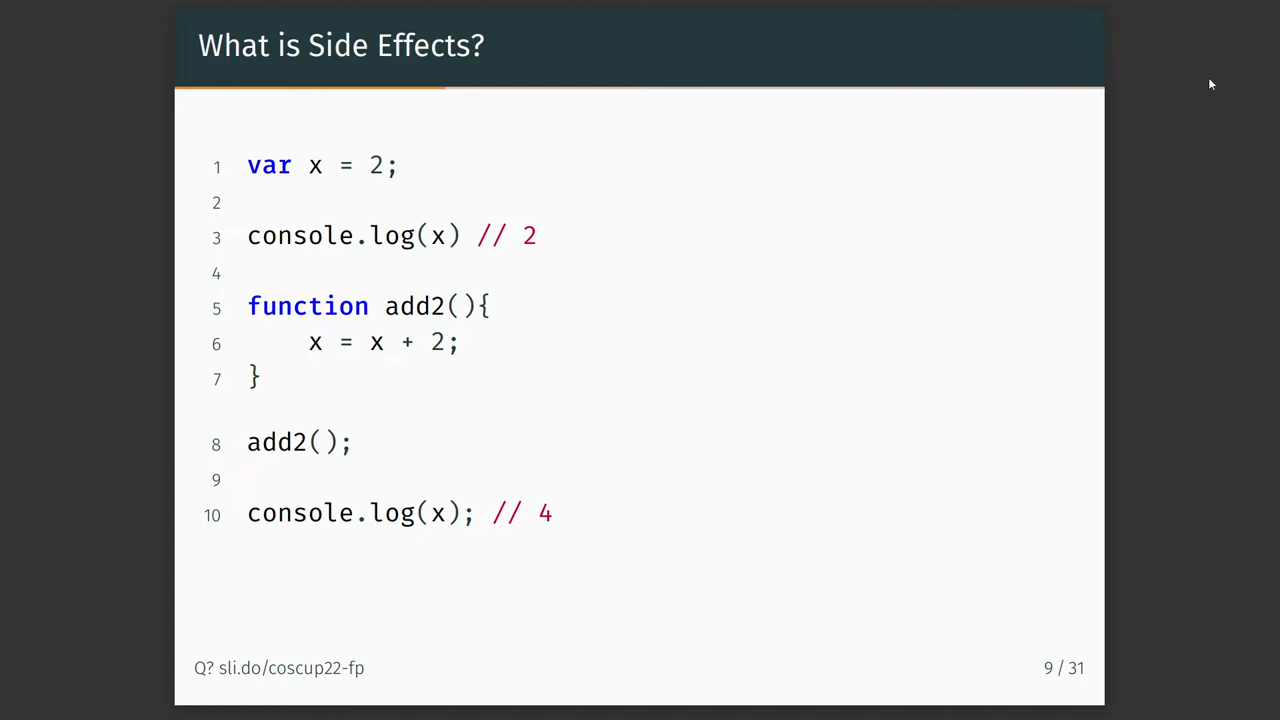 What is Side Effects?
1 var x = 2;
2
3 console.log(x) // 2
4
5 function add2(){
6 x = x + 2;
7 }
8 add2();
9
10 console.log(x); // 4
Q? sli.do/coscup22-fp
9 / 31